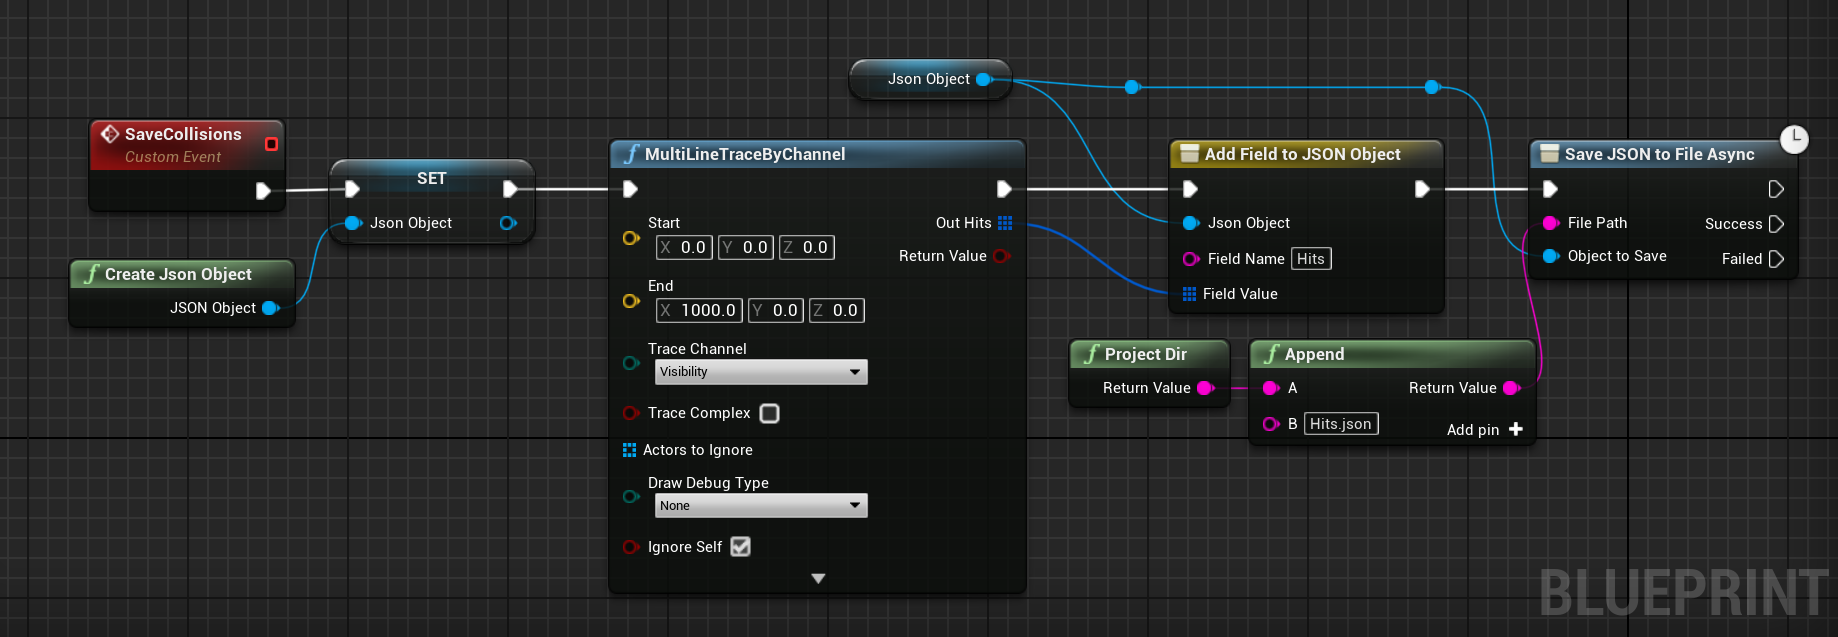 SaveCollisions
Custom Event
Create Json Object
JSON Object
SET
Json Object
MultiLineTraceByChannel
Start
X 0.0 Y 0.0 Z 0.0
End
X 1000.0 Y 0.0 Z 0.0
Trace Channel
Visibility
Trace Complex
Actors to Ignore
Draw Debug Type
None
Ignore Self
Out Hits
Return Value
Json Object
Add Field to JSON Object
Json Object
Field Name Hits
Field Value
Project Dir
Return Value
Append
A Return Value
B Hits.json
Add pin
Save JSON to File Async
File Path
Object to Save
Success
Failed
BLUEPRINT